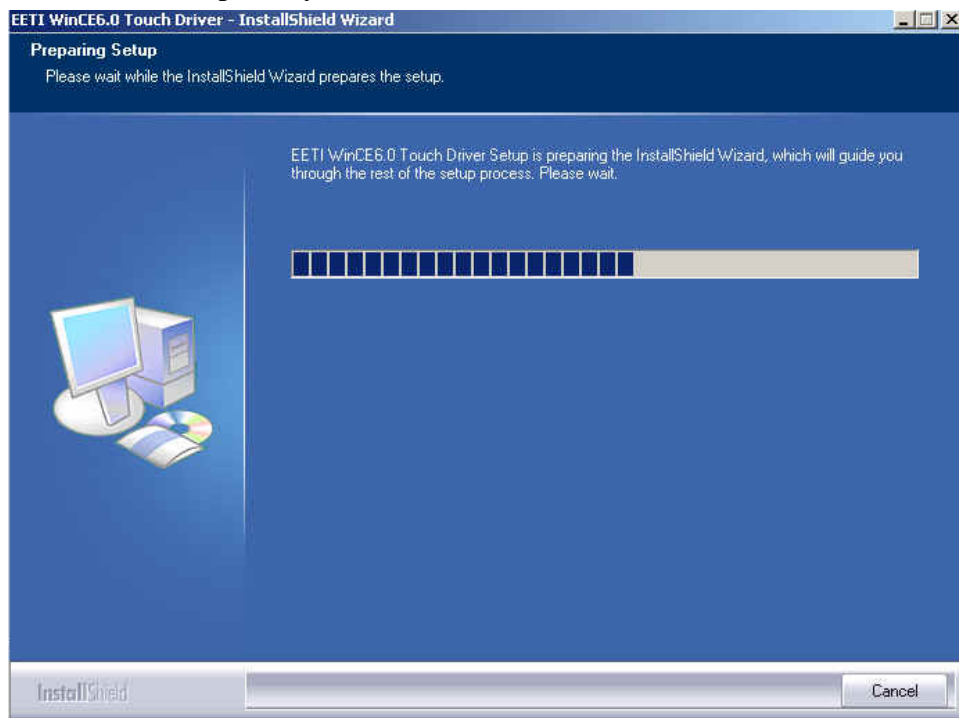 EETI WinCE6.0 Touch Driver - InstallShield Wizard
Preparing Setup
Please wait while the InstallShield Wizard prepares the setup.
EETI WinCE6.0 Touch Driver Setup is preparing the InstallShield Wizard, which will guide you
through the rest of the setup process. Please wait.
InstallShield
Cancel